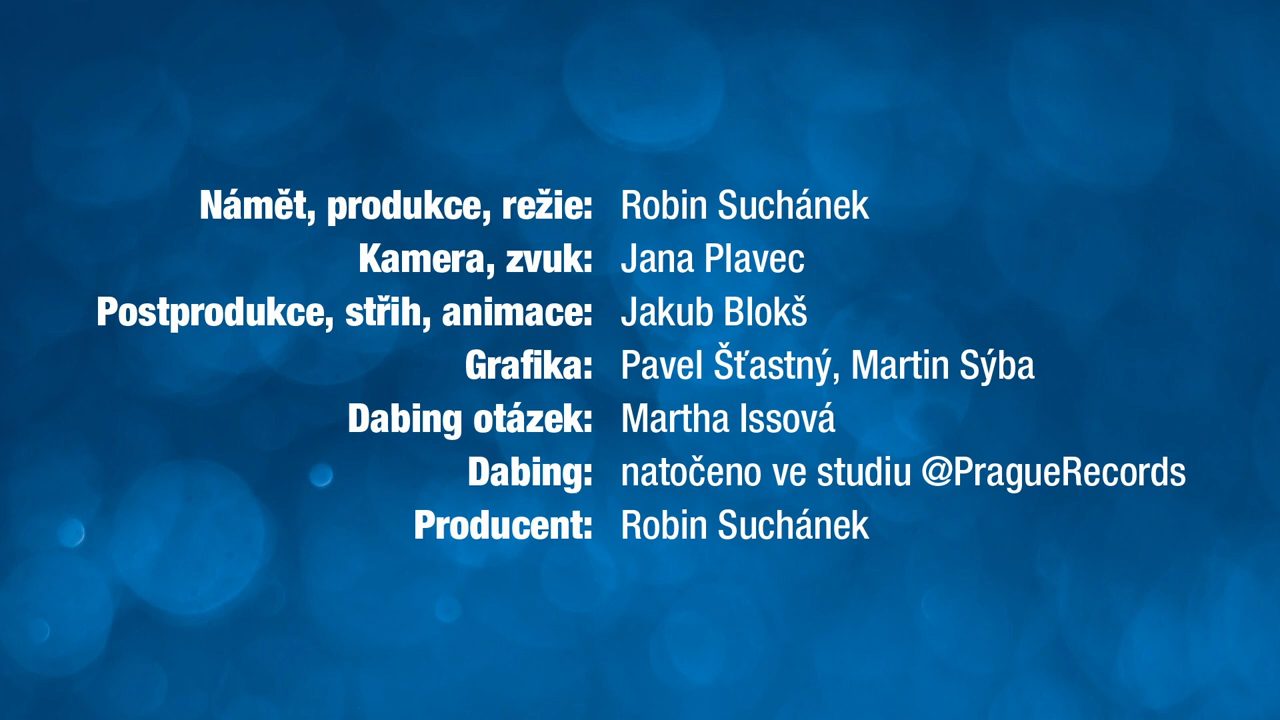 Námět, produkce, režie: Robin Suchánek
Kamera, zvuk: Jana Plavec
Postprodukce, střih, animace: Jakub Blokš
Grafika: Pavel Šťastný, Martin Sýba
Dabing otázek: Martha Issová
Dabing: natočeno ve studiu @PragueRecords
Producent: Robin Suchánek